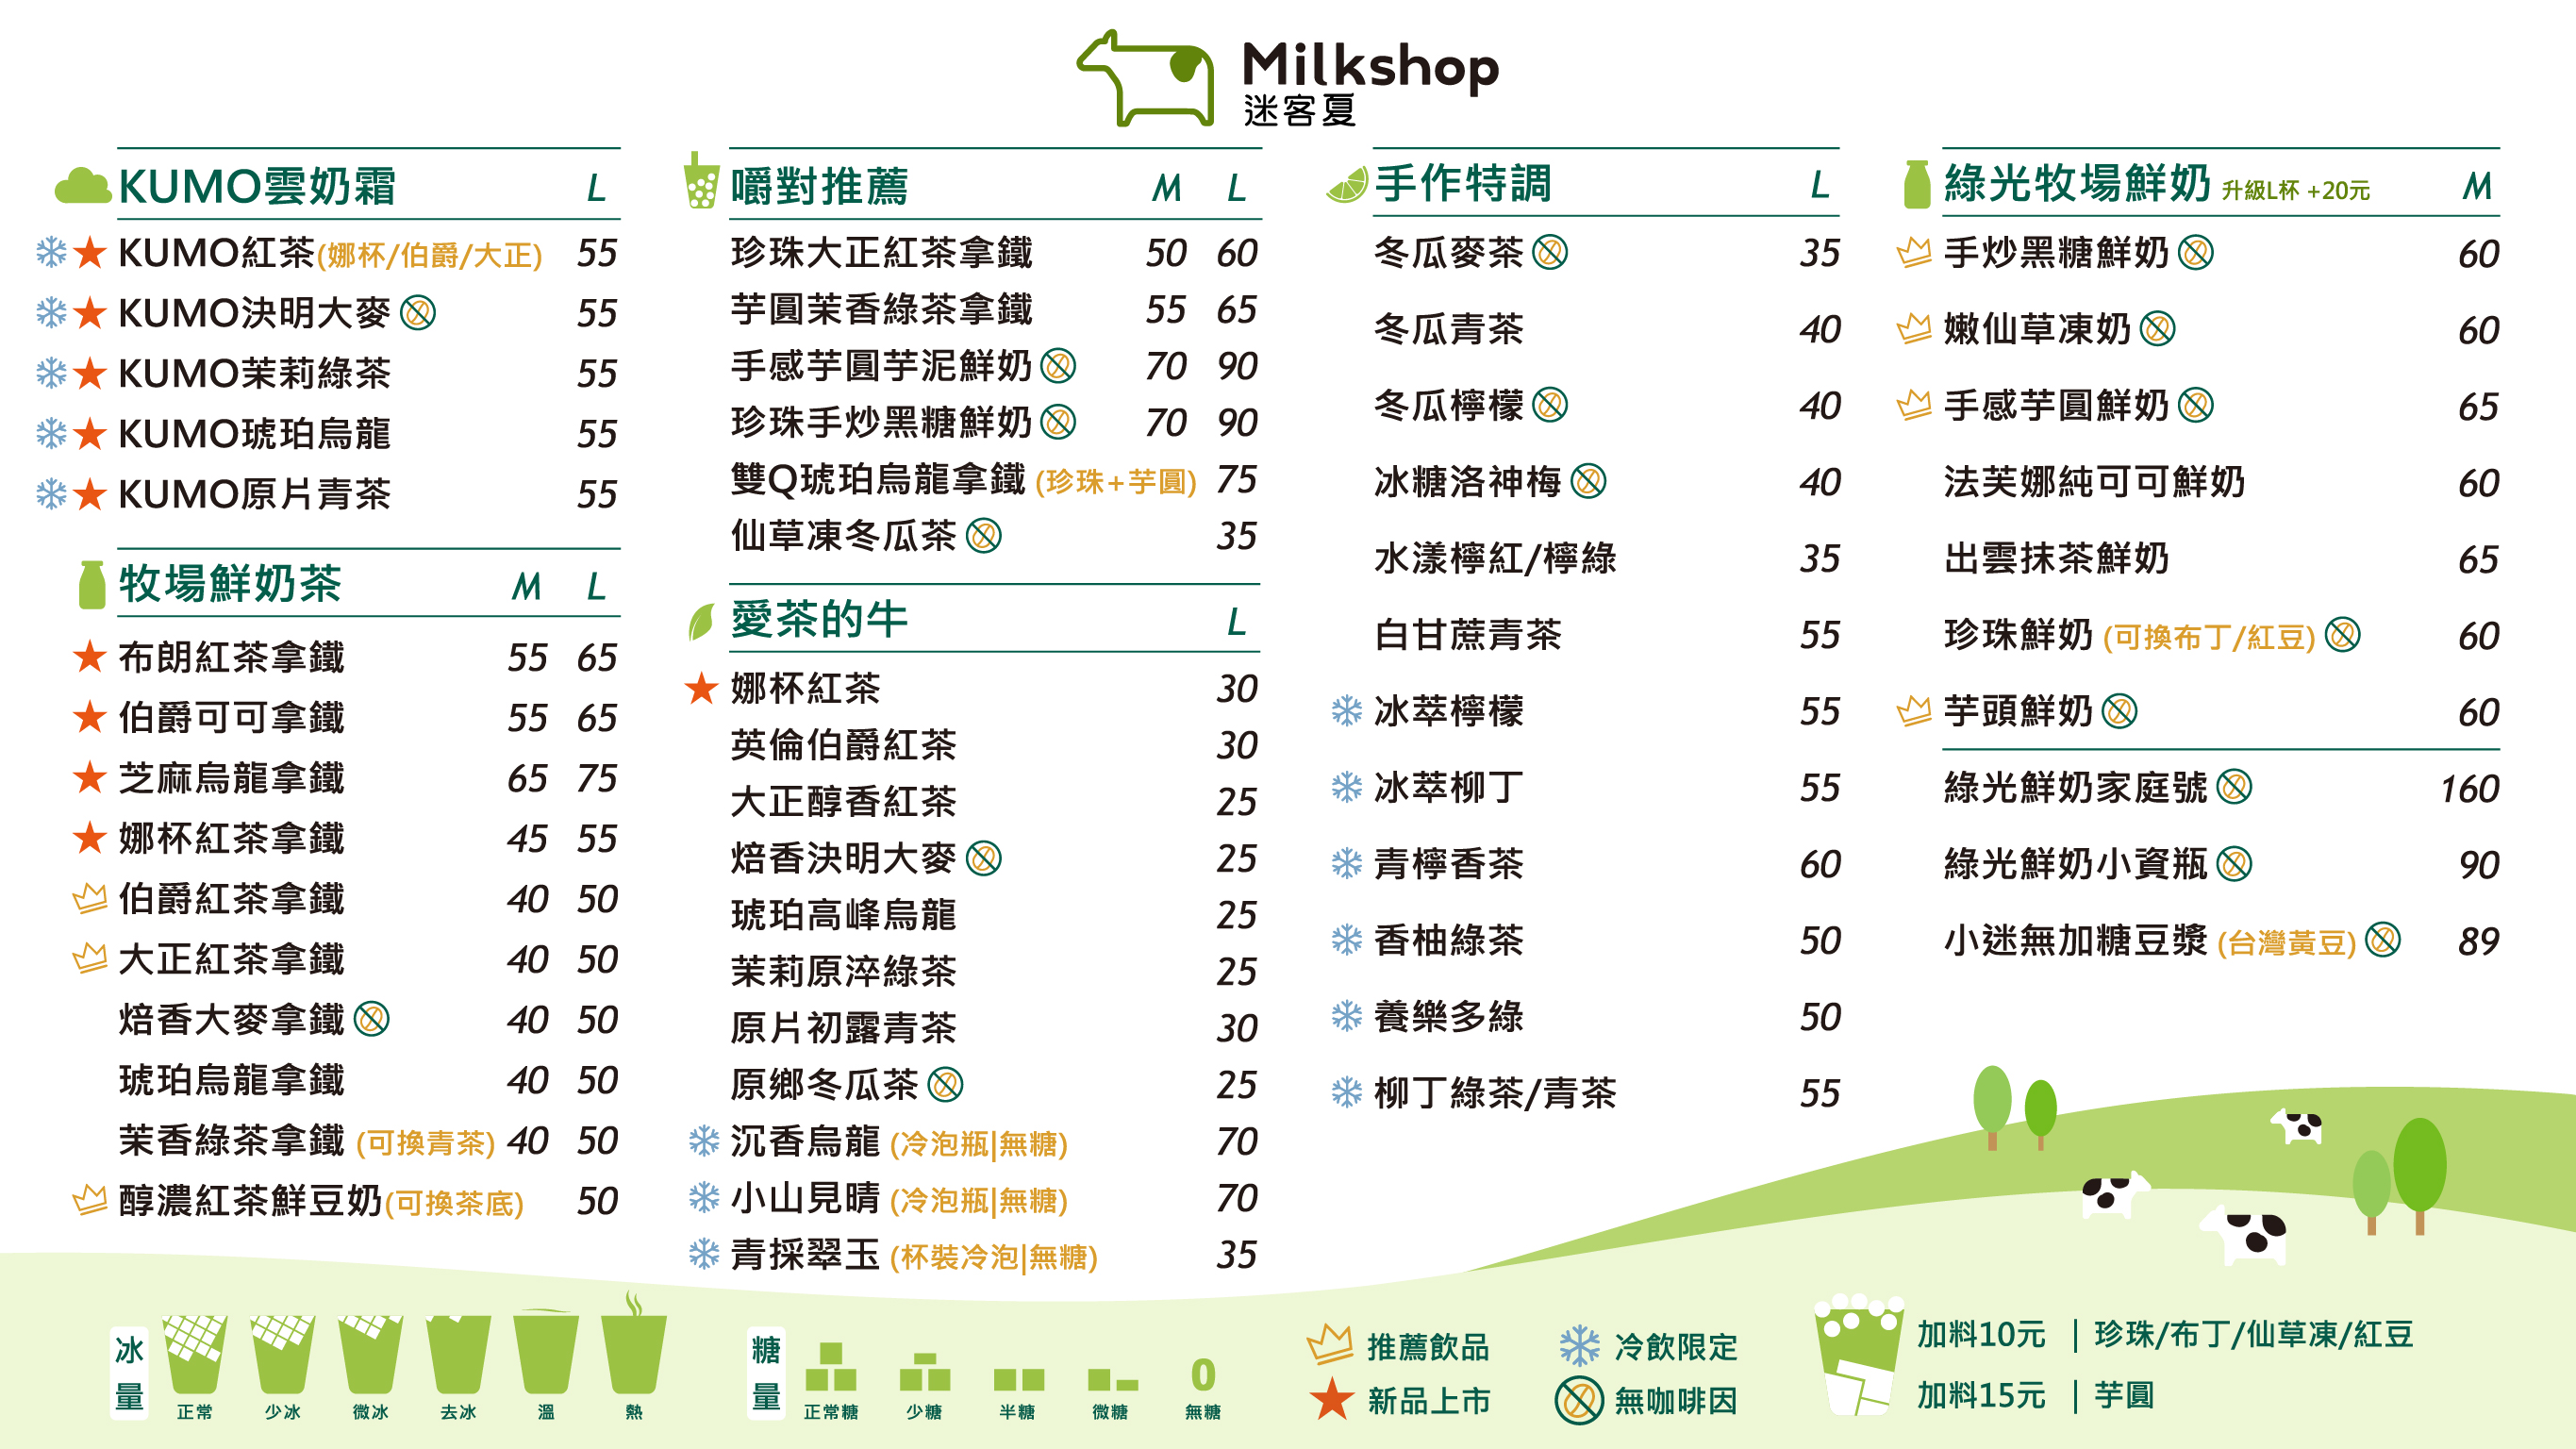 Milkshop
迷客夏
KUMO雲奶霜 L
KUMO紅茶(娜杯/伯爵/大正) 55
KUMO決明大麥 55
KUMO茉莉綠茶 55
KUMO琥珀烏龍 55
KUMO原片青茶 55
牧場鮮奶茶 M L
布朗紅茶拿鐵 55 65
伯爵可可拿鐵 55 65
芝麻烏龍拿鐵 65 75
娜杯紅茶拿鐵 45 55
伯爵紅茶拿鐵 40 50
大正紅茶拿鐵 40 50
焙香大麥拿鐵 40 50
琥珀烏龍拿鐵 40 50
茉香綠茶拿鐵 (可換青茶) 40 50
醇濃紅茶鮮豆奶(可換茶底) 50
嚼對推薦 M L
珍珠大正紅茶拿鐵 50 60
芋圓茉香綠茶拿鐵 55 65
手感芋圓芋泥鮮奶 70 90
珍珠手炒黑糖鮮奶 70 90
雙Q琥珀烏龍拿鐵 (珍珠+芋圓) 75
仙草凍冬瓜茶 35
愛茶的牛 L
娜杯紅茶 30
英倫伯爵紅茶 30
大正醇香紅茶 25
焙香決明大麥 25
琥珀高峰烏龍 25
茉莉原淬綠茶 25
原片初露青茶 30
原鄉冬瓜茶 25
沉香烏龍 (冷泡瓶|無糖) 70
小山見晴 (冷泡瓶|無糖) 70
青採翠玉 (杯裝冷泡|無糖) 35
手作特調 L
冬瓜麥茶 35
冬瓜青茶 40
冬瓜檸檬 40
冰糖洛神梅 40
水漾檸紅/檸綠 35
白甘蔗青茶 55
冰萃檸檬 55
冰萃柳丁 55
青檸香茶 60
香柚綠茶 50
養樂多綠 50
柳丁綠茶/青茶 55
綠光牧場鮮奶 升級L杯 +20元 M
手炒黑糖鮮奶 60
嫩仙草凍奶 60
手感芋圓鮮奶 65
法芙娜純可可鮮奶 60
出雲抹茶鮮奶 65
珍珠鮮奶 (可換布丁/紅豆) 60
芋頭鮮奶 60
綠光鮮奶家庭號 160
綠光鮮奶小資瓶 90
小迷無加糖豆漿 (台灣黃豆) 89
冰量
正常 少冰 微冰 去冰 溫 熱
糖量
0
正常糖 少糖 半糖 微糖 無糖
推薦飲品 冷飲限定
新品上市 無咖啡因
加料10元 | 珍珠/布丁/仙草凍/紅豆
加料15元 | 芋圓